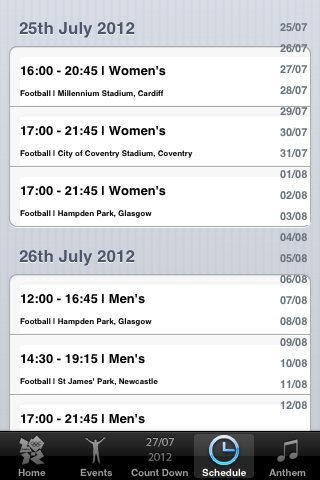 25th July 2012
16:00 - 20:45 | Women's
Football | Millennium Stadium, Cardiff
17:00 - 21:45 | Women's
Football | City of Coventry Stadium, Coventry
17:00 - 21:45 | Women's
Football | Hampden Park, Glasgow
26th July 2012
12:00 - 16:45 | Men's
Football | Hampden Park, Glasgow
14:30 - 19:15 | Men's
Football | St James' Park, Newcastle
17:00 - 21:45 | Men's
25/07
26/07
27/07
28/07
29/07
30/07
31/07
01/08
02/08
03/08
04/08
05/08
06/08
07/08
08/08
09/08
10/08
11/08
12/08
Home
Events
27/07
2012
Count Down
Schedule
Anthem